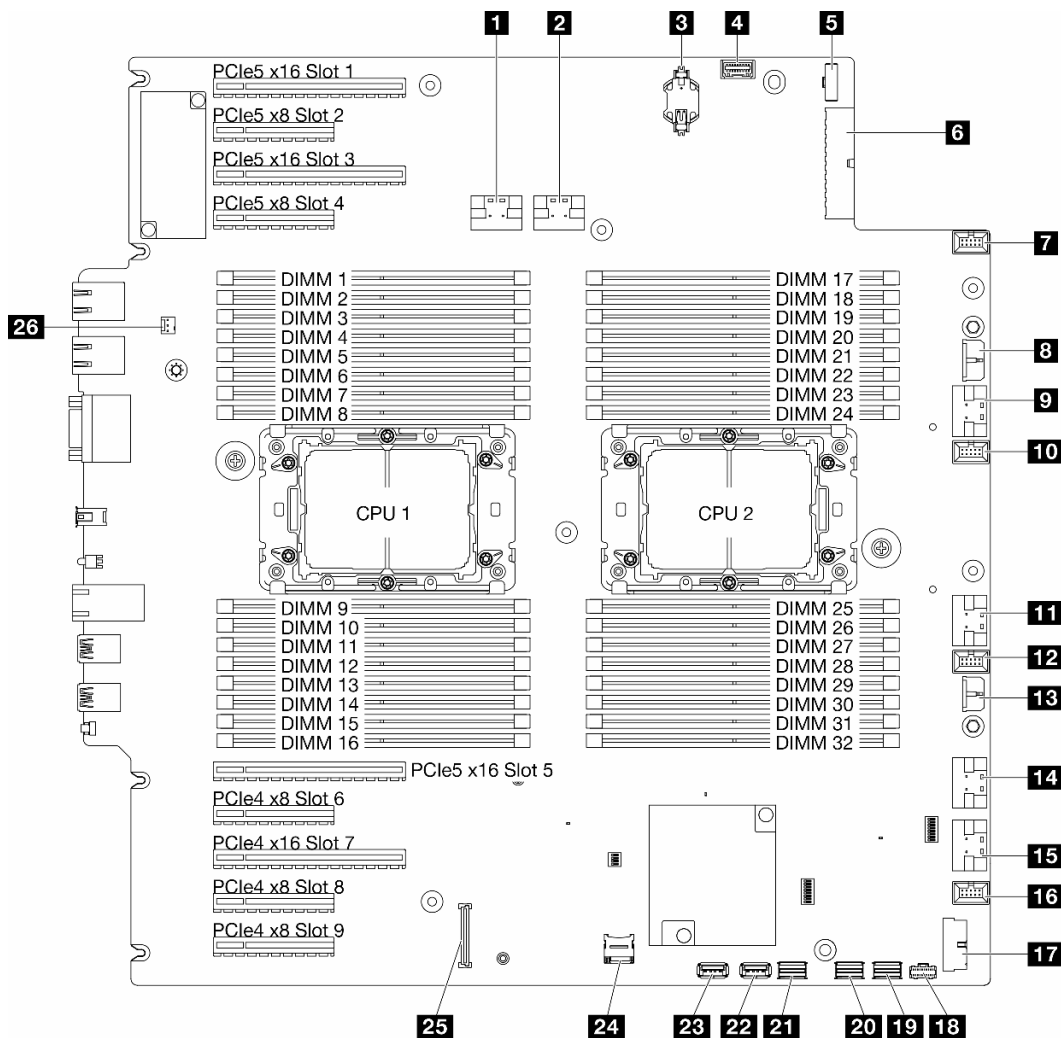 1
2
3
4
5
PCIe5 x16 Slot 1
PCIe5 x8 Slot 2
6
PCIe5 x16 Slot 3
PCIe5 x8 Slot 4
7
DIMM 1
DIMM 17
DIMM 2
DIMM 18
DIMM 3
DIMM 19
26
DIMM 4
DIMM 20
DIMM 5
DIMM 21
8
DIMM 6
DIMM 22
DIMM 7
DIMM 23
DIMM 8
DIMM 24
9
10
CPU 1
CPU 2
DIMM 9
DIMM 25
11
DIMM 10
DIMM 26
DIMM 11
DIMM 27
12
DIMM 12
DIMM 28
DIMM 13
DIMM 29
13
DIMM 14
DIMM 30
DIMM 15
DIMM 31
DIMM 16
DIMM 32
PCIe5 x16 Slot 5
14
PCIe4 x8 Slot 6
PCIe4 x16 Slot 7
15
PCIe4 x8 Slot 8
16
PCIe4 x8 Slot 9
17
25
24
23
22
21
20
19
18